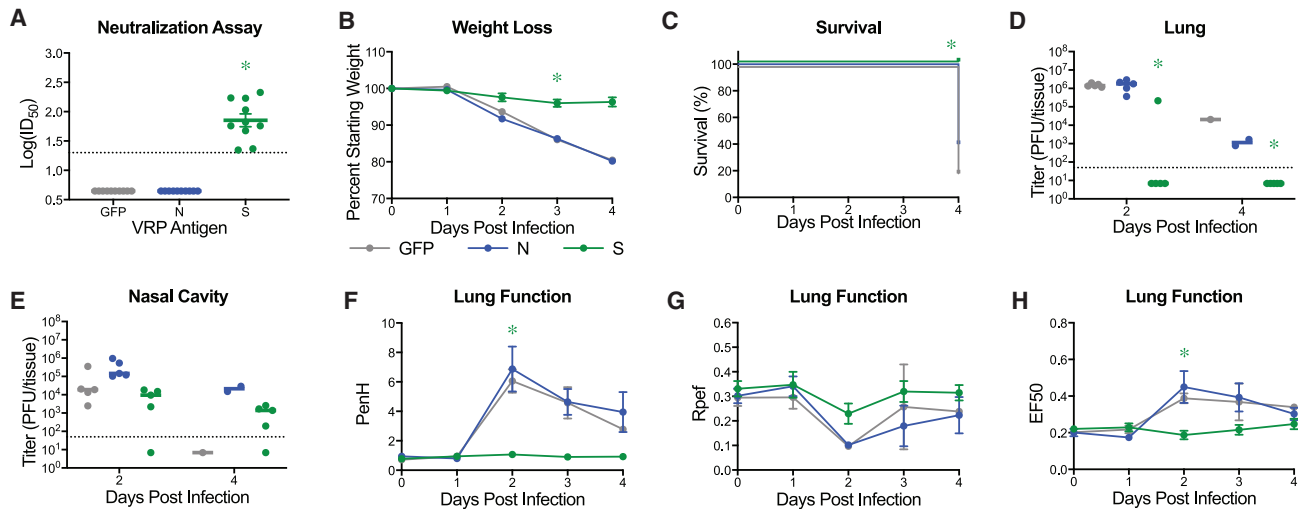 A
Neutralization Assay
Log(ID50)
3.0
2.5
2.0
1.5
1.0
0.5
*
GFP N S
VRP Antigen
B
Weight Loss
Percent Starting Weight
110
100
90
80
70
*
0 1 2 3 4
Days Post Infection
GFP N S
C
Survival
Survival (%)
100
80
60
40
20
0
*
0 1 2 3 4
Days Post Infection
D
Lung
Titer (PFU/tissue)
10^8
10^7
10^6
10^5
10^4
10^3
10^2
10^1
10^0
* *
2 4
Days Post Infection
E
Nasal Cavity
Titer (PFU/tissue)
10^8
10^7
10^6
10^5
10^4
10^3
10^2
10^1
10^0
2 4
Days Post Infection
F
Lung Function
PenH
10
8
6
4
2
0
*
0 1 2 3 4
Days Post Infection
G
Lung Function
Rpef
0.6
0.5
0.4
0.3
0.2
0.1
0.0
0 1 2 3 4
Days Post Infection
H
Lung Function
EF50
0.8
0.6
0.4
0.2
0.0
*
0 1 2 3 4
Days Post Infection